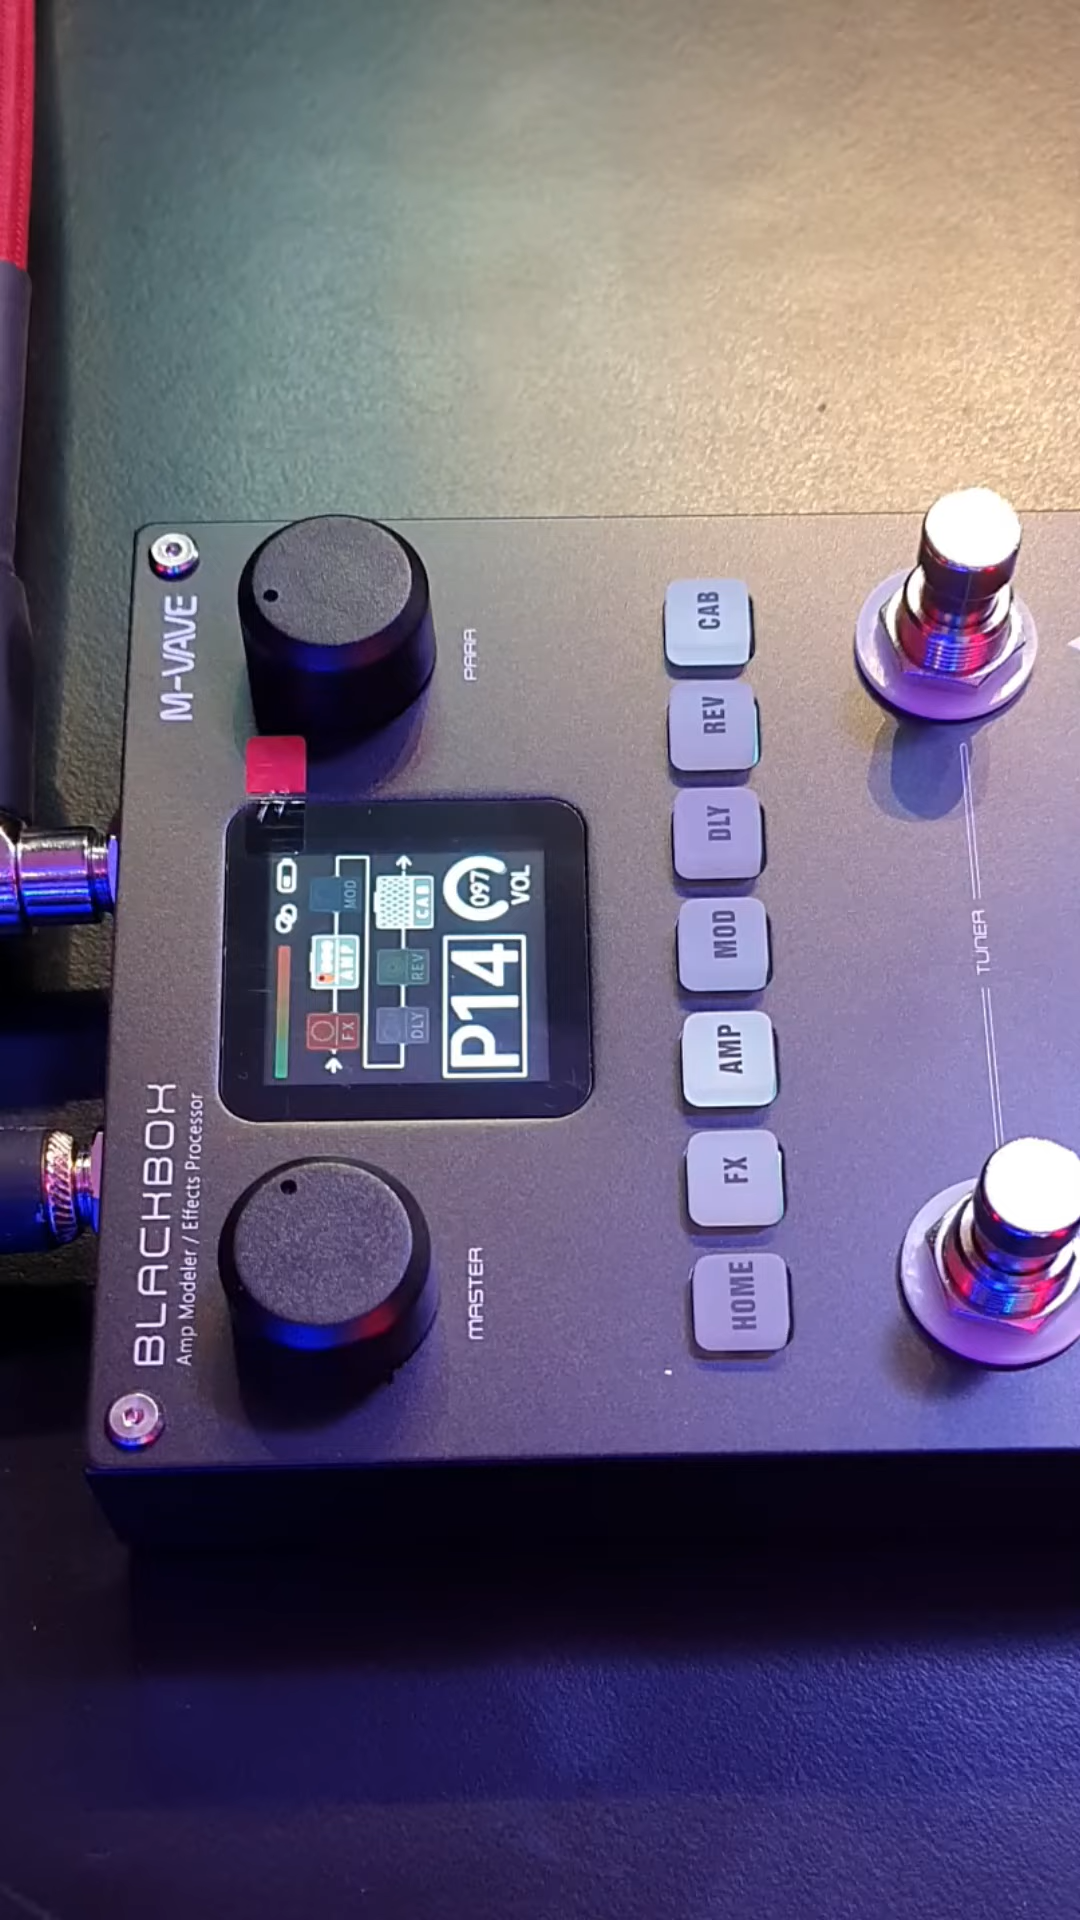 BLACKBOX
M-VAVE
Amp Modeler / Effects Processor
FX
AMP
MOD
DLY
REV
CAB
P14
097
VOL
MASTER
PARA
HOME
FX
AMP
MOD
DLY
REV
CAB
TUNER